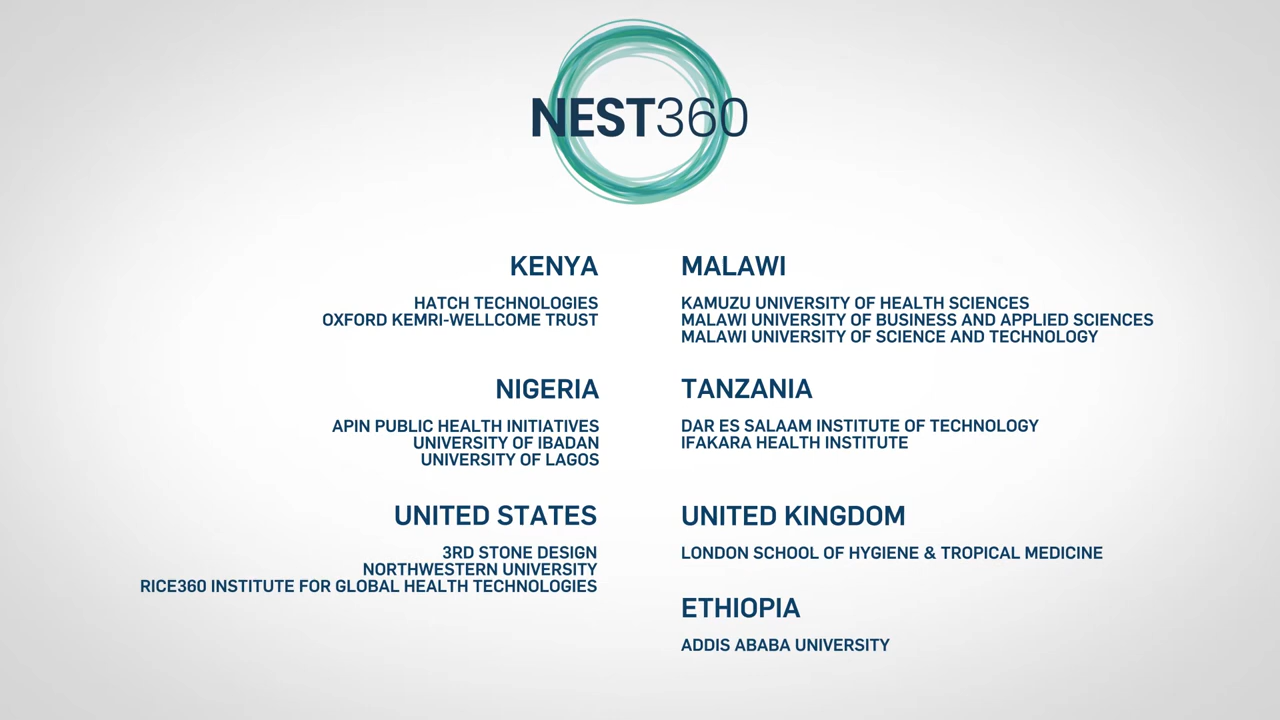 NEST360
KENYA
HATCH TECHNOLOGIES
OXFORD KEMRI-WELLCOME TRUST
MALAWI
KAMUZU UNIVERSITY OF HEALTH SCIENCES
MALAWI UNIVERSITY OF BUSINESS AND APPLIED SCIENCES
MALAWI UNIVERSITY OF SCIENCE AND TECHNOLOGY
NIGERIA
APIN PUBLIC HEALTH INITIATIVES
UNIVERSITY OF IBADAN
UNIVERSITY OF LAGOS
TANZANIA
DAR ES SALAAM INSTITUTE OF TECHNOLOGY
IFAKARA HEALTH INSTITUTE
UNITED STATES
3RD STONE DESIGN
NORTHWESTERN UNIVERSITY
RICE360 INSTITUTE FOR GLOBAL HEALTH TECHNOLOGIES
UNITED KINGDOM
LONDON SCHOOL OF HYGIENE & TROPICAL MEDICINE
ETHIOPIA
ADDIS ABABA UNIVERSITY